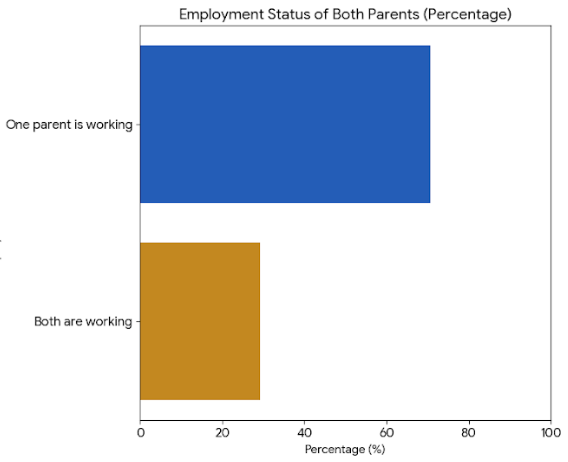 Employment Status of Both Parents (Percentage)
One parent is working
Both are working
0 20 40 60 80 100
Percentage (%)